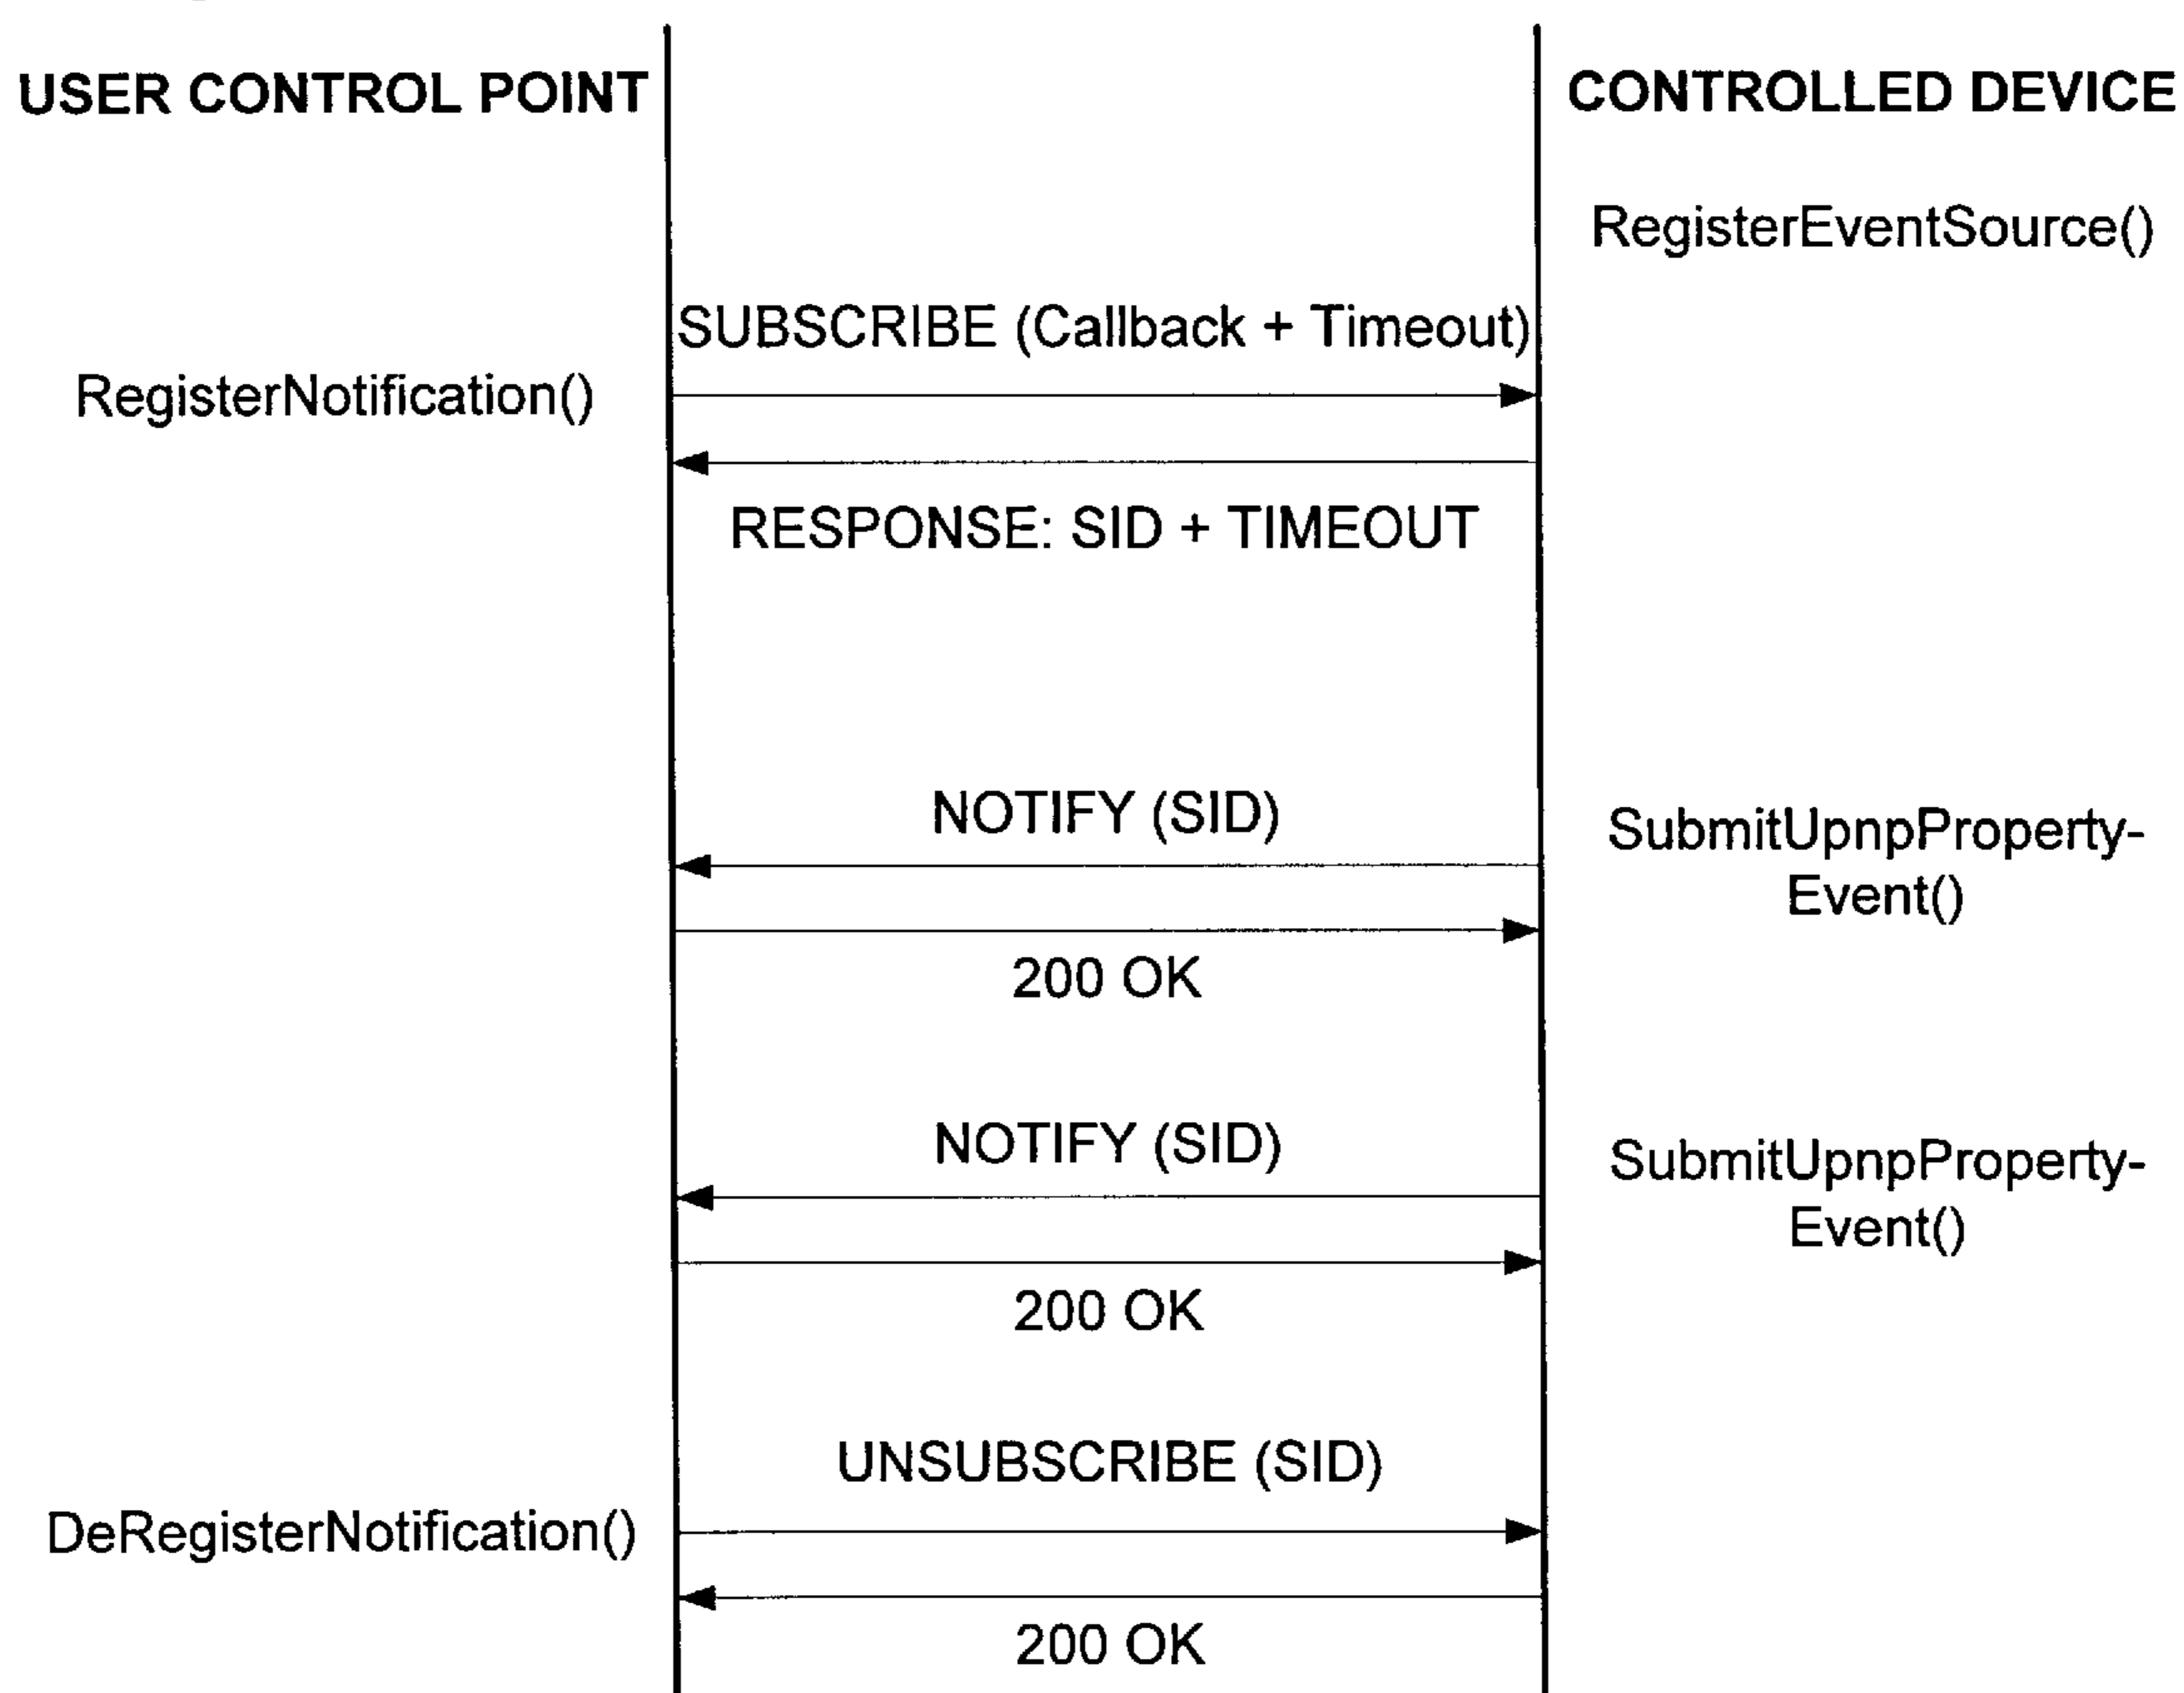 USER CONTROL POINT
CONTROLLED DEVICE
RegisterEventSource()
SUBSCRIBE (Callback + Timeout)
RegisterNotification()
RESPONSE: SID + TIMEOUT
NOTIFY (SID)
SubmitUpnpProperty-
Event()
200 OK
NOTIFY (SID)
SubmitUpnpProperty-
Event()
200 OK
UNSUBSCRIBE (SID)
DeRegisterNotification()
200 OK